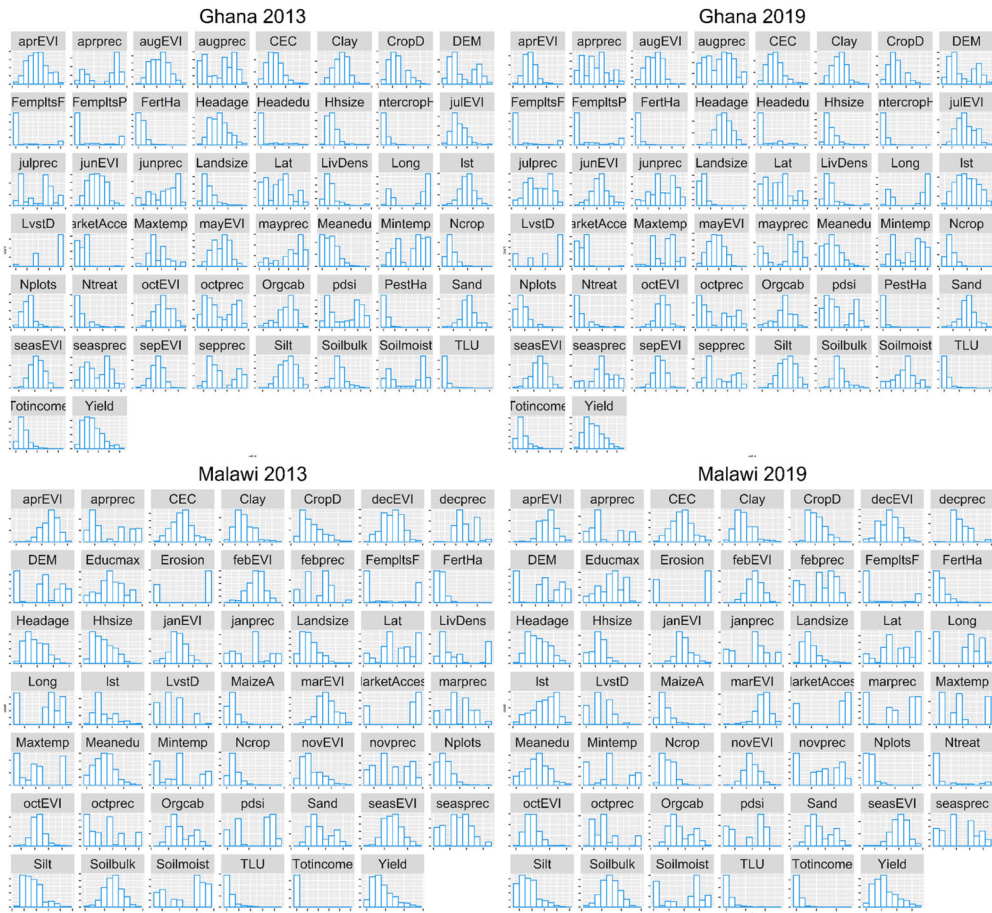 Ghana 2013
aprEVI aprprec augEVI augprec CEC Clay CropD DEM
FempltsF FempltsP FertHa Headage Headedu Hhsize ntercropH julEVI
julprec junEVI junprec Landsize Lat LivDens Long lst
LvstD arketAcce Maxtemp mayEVI mayprec Meanedu Mintemp Ncrop
Nplots Ntreat octEVI octprec Orgcab pdsi PestHa Sand
seasEVI seasprec sepEVI sepprec Silt Soilbulk Soilmoist TLU
Totincome Yield
Ghana 2019
aprEVI aprprec augEVI augprec CEC Clay CropD DEM
FempltsF FempltsP FertHa Headage Headedu Hhsize ntercropH julEVI
julprec junEVI junprec Landsize Lat LivDens Long lst
LvstD arketAcce Maxtemp mayEVI mayprec Meanedu Mintemp Ncrop
Nplots Ntreat octEVI octprec Orgcab pdsi PestHa Sand
seasEVI seasprec sepEVI sepprec Silt Soilbulk Soilmoist TLU
Totincome Yield
Malawi 2013
aprEVI aprprec CEC Clay CropD decEVI decprec
DEM Educmax Erosion febEVI febprec FempltsF FertHa
Headage Hhsize janEVI janprec Landsize Lat LivDens
Long lst LvstD MaizeA marEVI larketAcces marprec
Maxtemp Meanedu Mintemp Ncrop novEVI novprec Nplots
octEVI octprec Orgcab pdsi Sand seasEVI seasprec
Silt Soilbulk Soilmoist TLU Totincome Yield
Malawi 2019
aprEVI aprprec CEC Clay CropD decEVI decprec
DEM Educmax Erosion febEVI febprec FempltsF FertHa
Headage Hhsize janEVI janprec Landsize Lat Long
lst LvstD MaizeA marEVI larketAcces marprec Maxtemp
Meanedu Mintemp Ncrop novEVI novprec Nplots Ntreat
octEVI octprec Orgcab pdsi Sand seasEVI seasprec
Silt Soilbulk Soilmoist TLU Totincome Yield